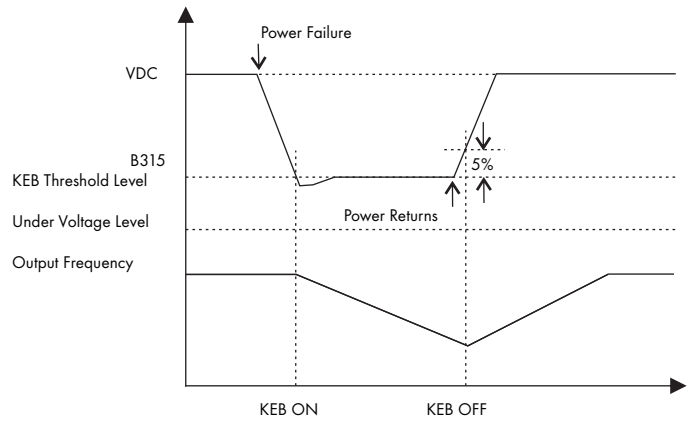 Power Failure
VDC
B315
KEB Threshold Level
5%
Power Returns
Under Voltage Level
Output Frequency
KEB ON
KEB OFF